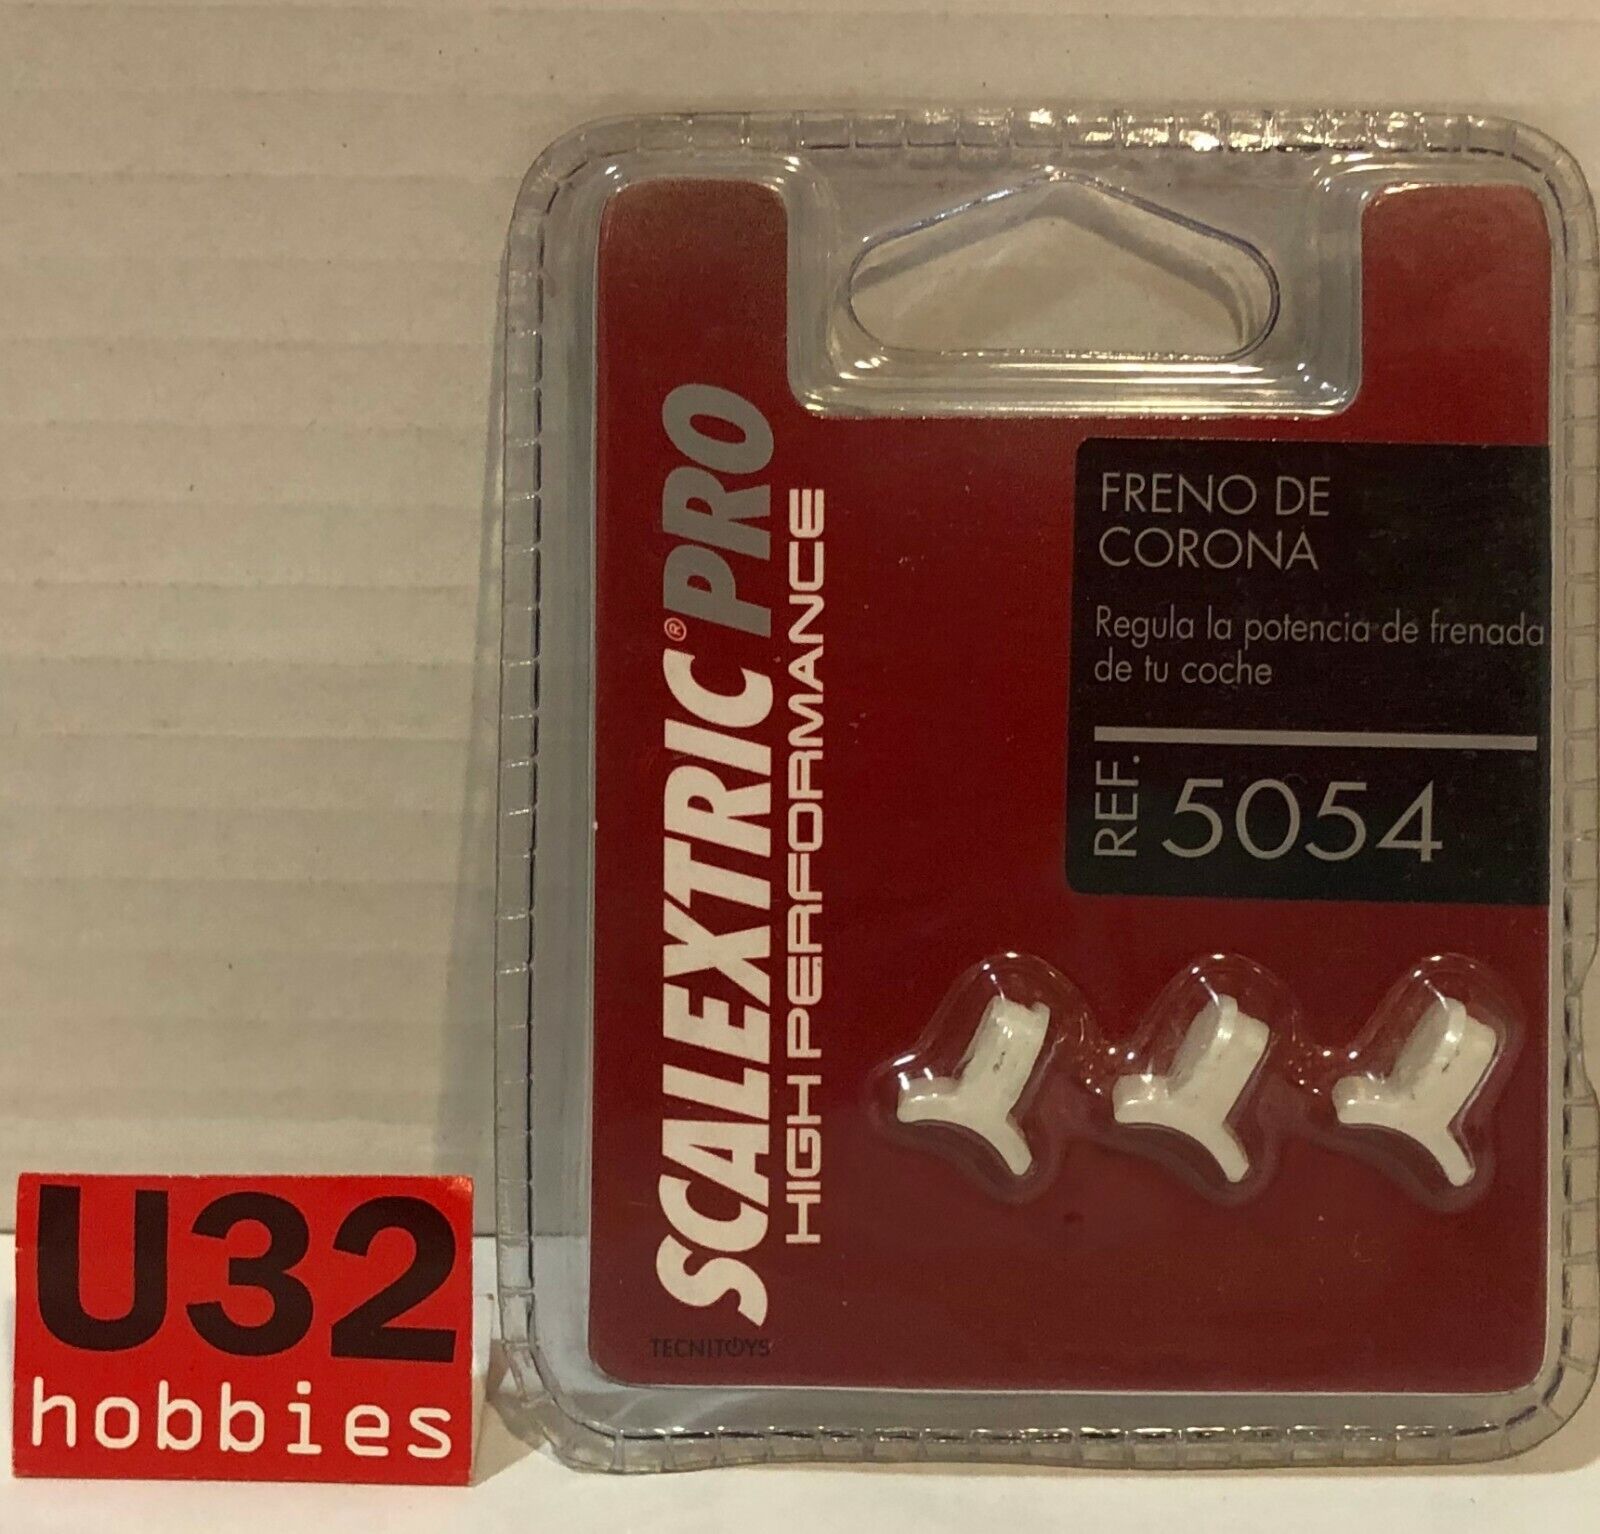 SCALEXTRIC® PRO
HIGH PERFORMANCE
TECNITOYS
FRENO DE
CORONA
Regula la potencia de frenada
de tu coche
REF. 5054
U32
hobbies